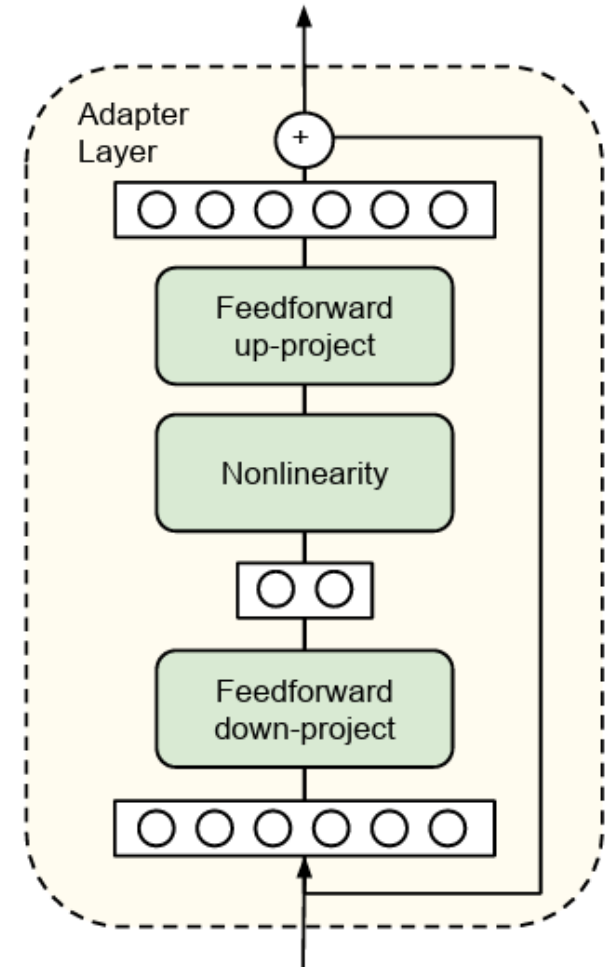 Adapter
Layer
+
Feedforward
up-project
Nonlinearity
Feedforward
down-project